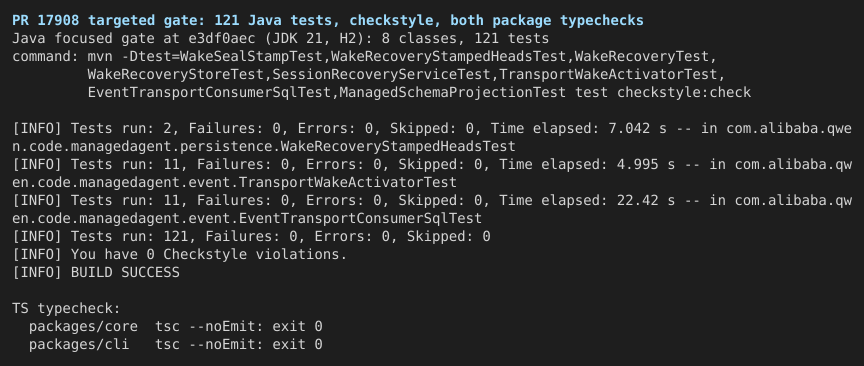 PR 17908 targeted gate: 121 Java tests, checkstyle, both package typechecks
Java focused gate at e3df0aec (JDK 21, H2): 8 classes, 121 tests
command: mvn -Dtest=WakeSealStampTest,WakeRecoveryStampedHeadsTest,WakeRecoveryTest,
WakeRecoveryStoreTest,SessionRecoveryServiceTest,TransportWakeActivatorTest,
EventTransportConsumerSqlTest,ManagedSchemaProjectionTest test checkstyle:check
[INFO] Tests run: 2, Failures: 0, Errors: 0, Skipped: 0, Time elapsed: 7.042 s -- in com.alibaba.qwe
n.code.managedagent.persistence.WakeRecoveryStampedHeadsTest
[INFO] Tests run: 11, Failures: 0, Errors: 0, Skipped: 0, Time elapsed: 4.995 s -- in com.alibaba.qw
en.code.managedagent.event.TransportWakeActivatorTest
[INFO] Tests run: 11, Failures: 0, Errors: 0, Skipped: 0, Time elapsed: 22.42 s -- in com.alibaba.qw
en.code.managedagent.event.EventTransportConsumerSqlTest
[INFO] Tests run: 121, Failures: 0, Errors: 0, Skipped: 0
[INFO] You have 0 Checkstyle violations.
[INFO] BUILD SUCCESS
TS typecheck:
packages/core  tsc --noEmit: exit 0
packages/cli   tsc --noEmit: exit 0